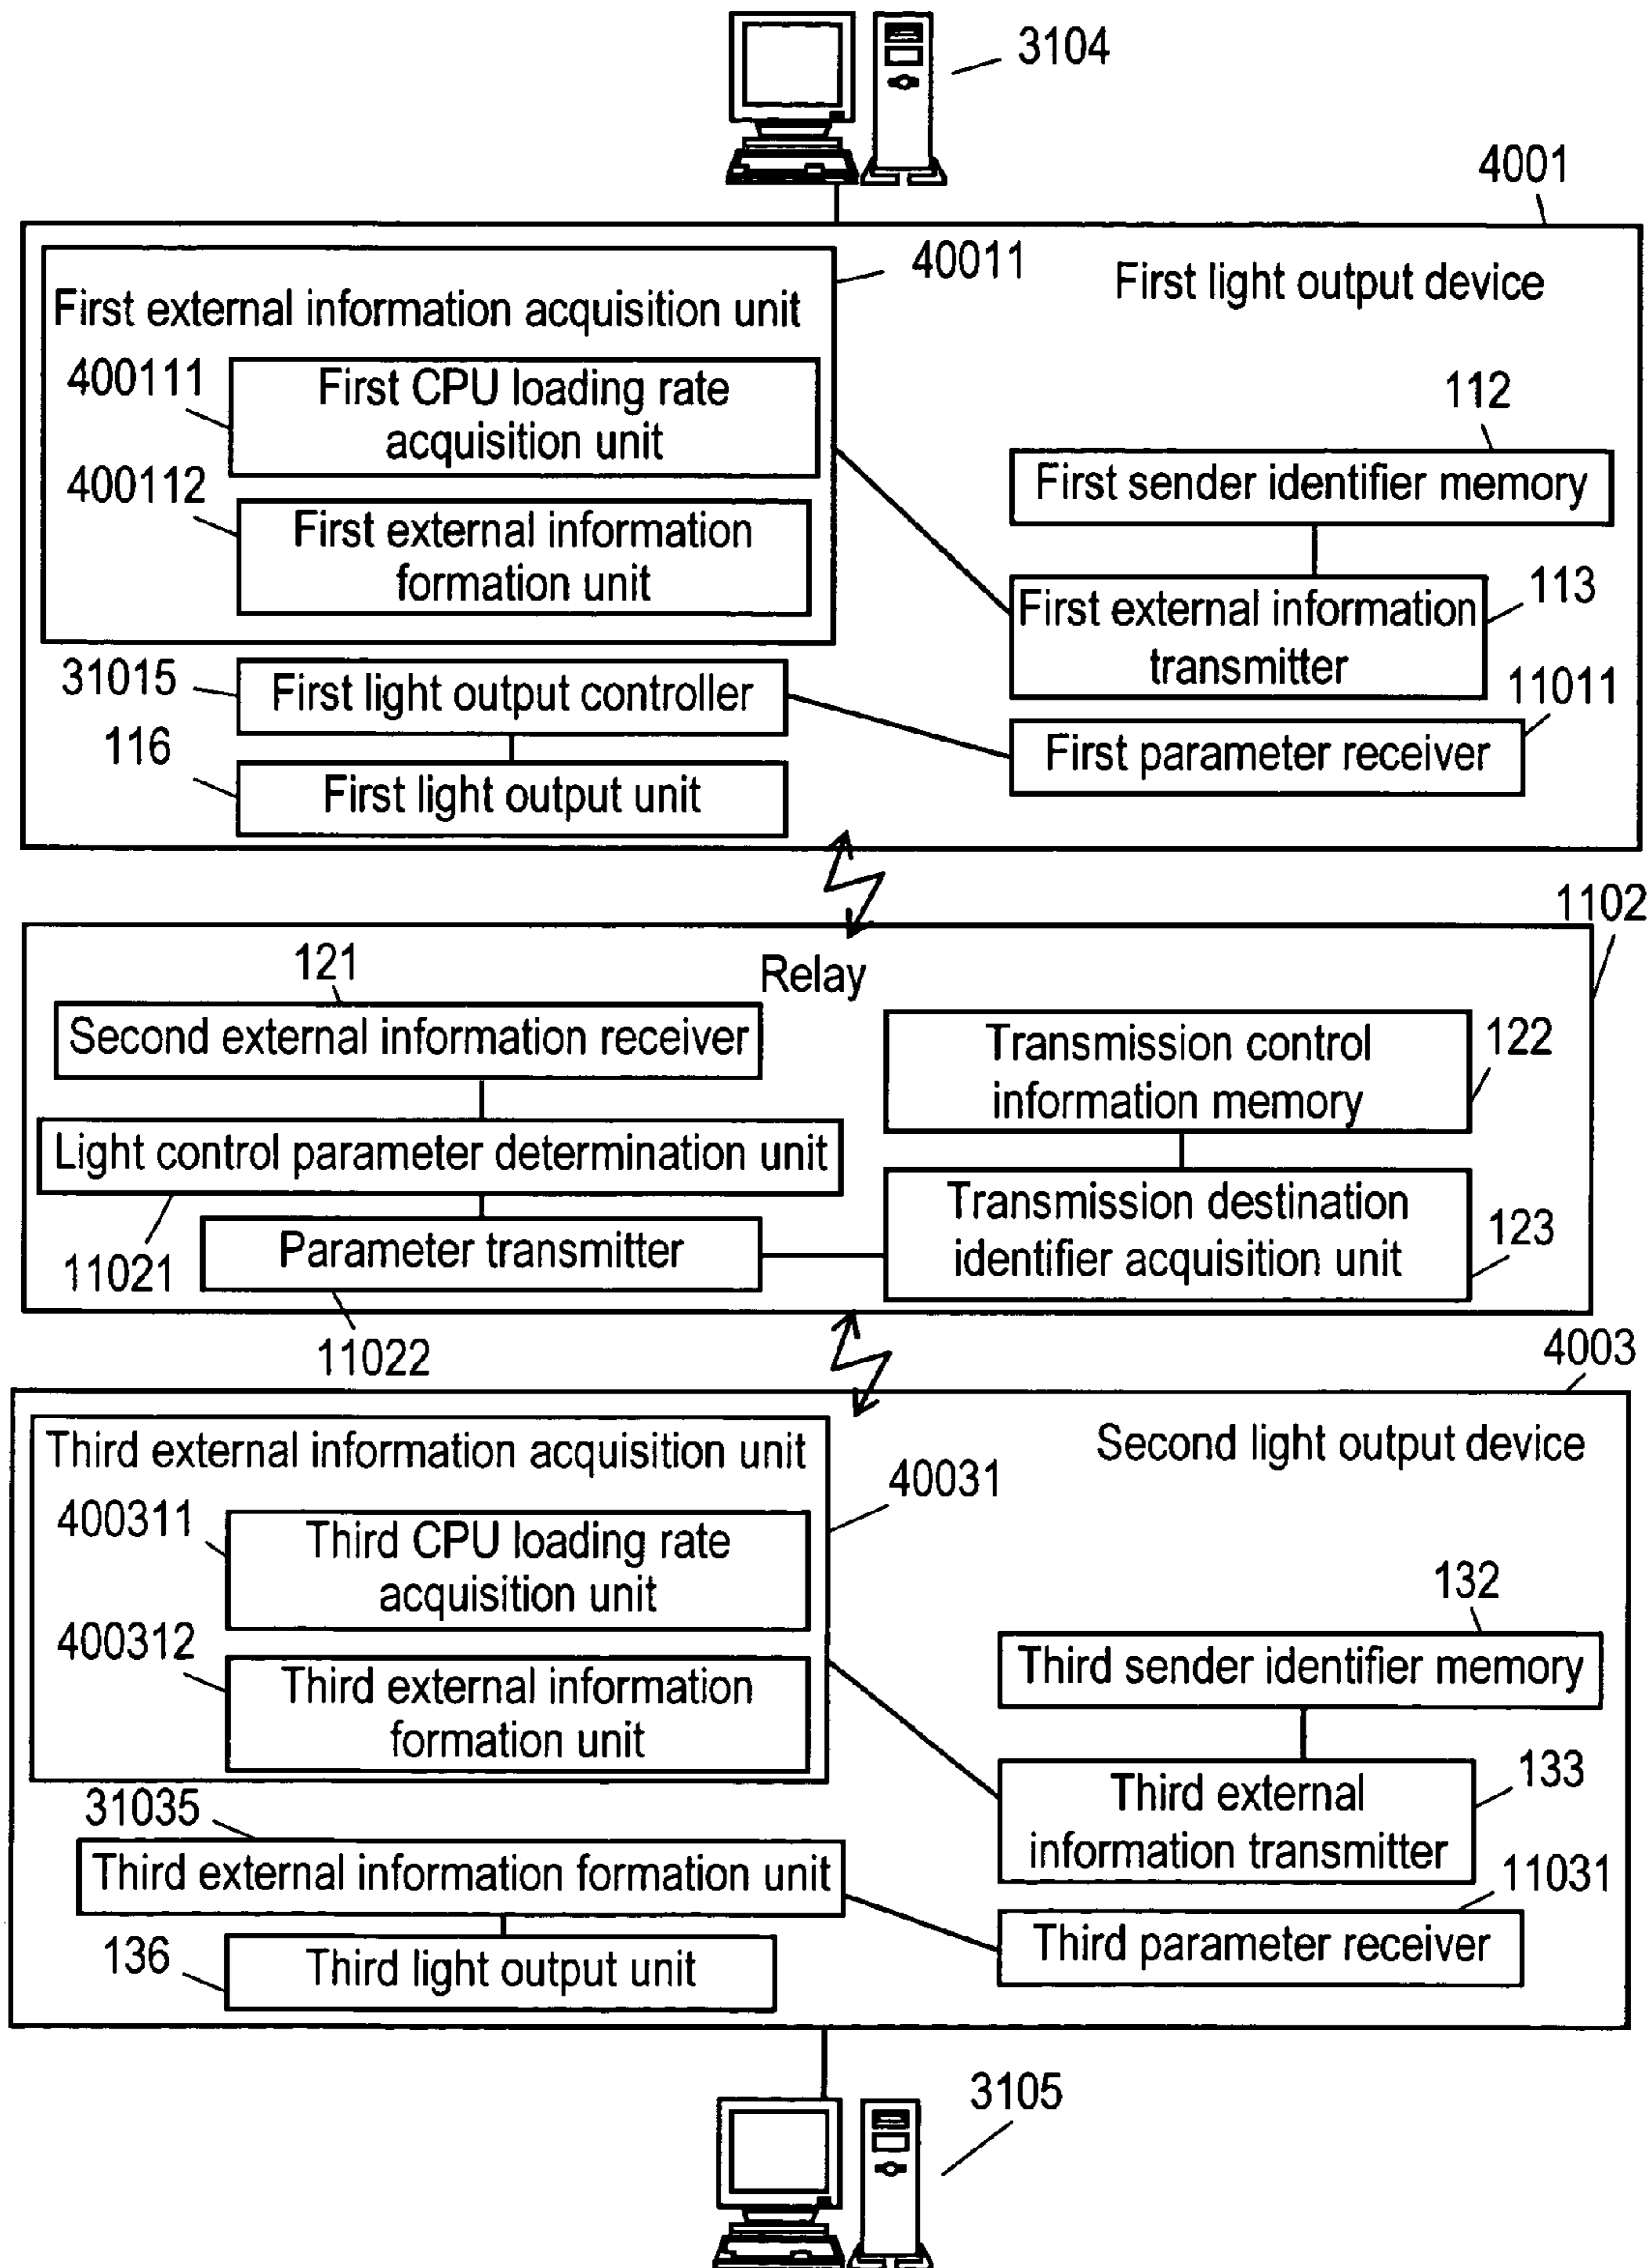 3104
4001
40011
First light output device
First external information acquisition unit
400111
First CPU loading rate
acquisition unit
112
First sender identifier memory
400112
First external information
formation unit
113
First external information
transmitter
31015
First light output controller
11011
First parameter receiver
116
First light output unit
1102
Relay
121
Second external information receiver
Transmission control
information memory
122
Light control parameter determination unit
11021
Transmission destination
identifier acquisition unit
123
Parameter transmitter
11022
4003
Second light output device
Third external information acquisition unit
40031
400311
Third CPU loading rate
acquisition unit
132
Third sender identifier memory
400312
Third external information
formation unit
133
Third external
information transmitter
31035
Third external information formation unit
11031
Third parameter receiver
136
Third light output unit
3105